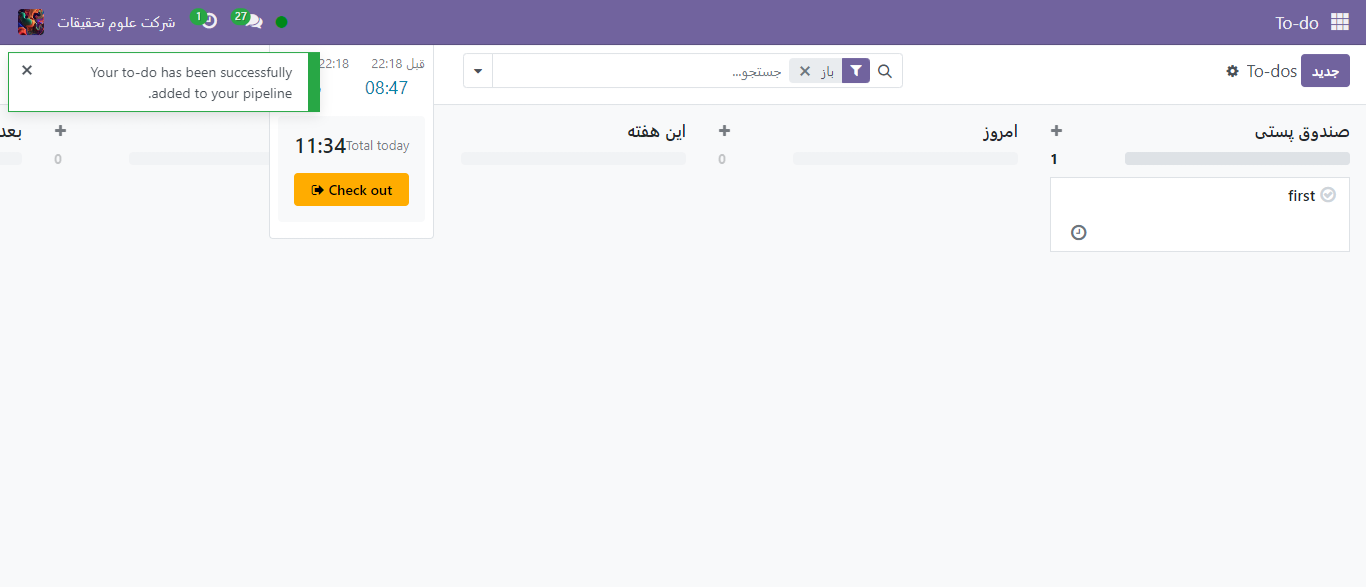 To-do
27
1
شرکت علوم تحقیقات
جدید
To-dos
باز
جستجو...
قبل 22:18
22:18
08:47
Total today
11:34
Check out
Your to-do has been successfully
added to your pipeline.
صندوق پستی
1
first
امروز
0
این هفته
0
بعد